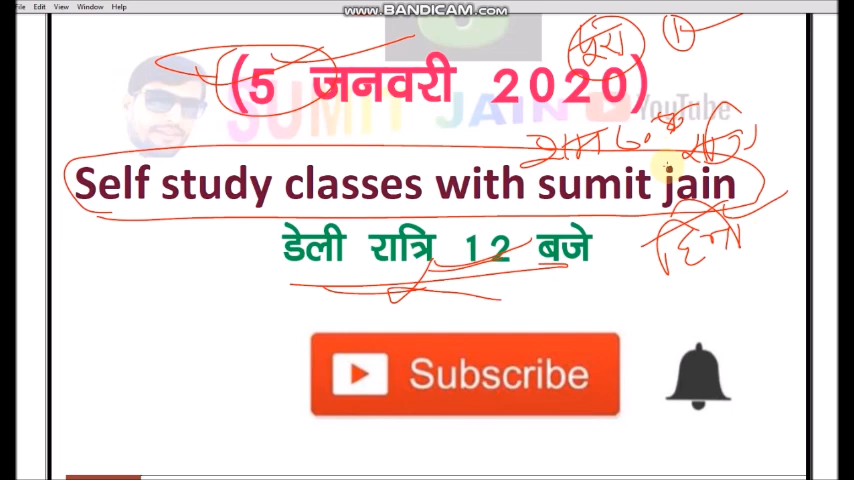 File Edit View Window Help
www.BANDICAM.com
पूरा
(5 जनवरी 2020)
SUMIT JAIN YouTube
Self study classes with sumit jain
डेली रात्रि 12 बजे
Subscribe